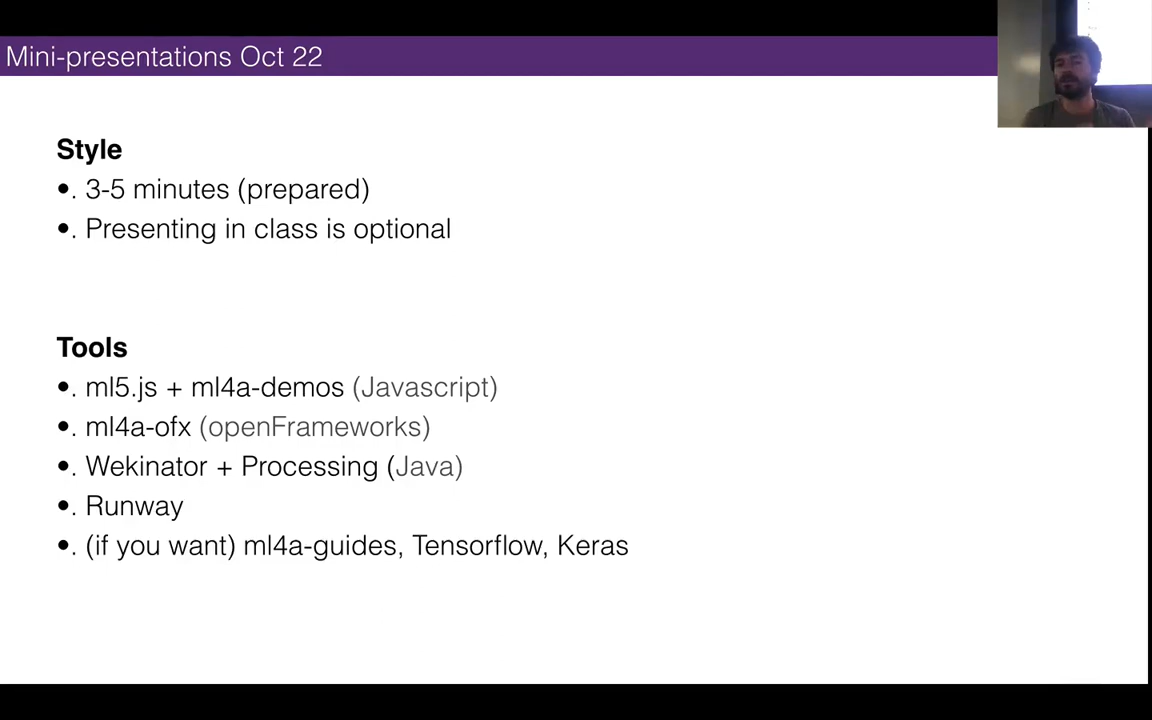 Mini-presentations Oct 22
Style
•. 3-5 minutes (prepared)
•. Presenting in class is optional
Tools
•. ml5.js + ml4a-demos (Javascript)
•. ml4a-ofx (openFrameworks)
•. Wekinator + Processing (Java)
•. Runway
•. (if you want) ml4a-guides, Tensorflow, Keras